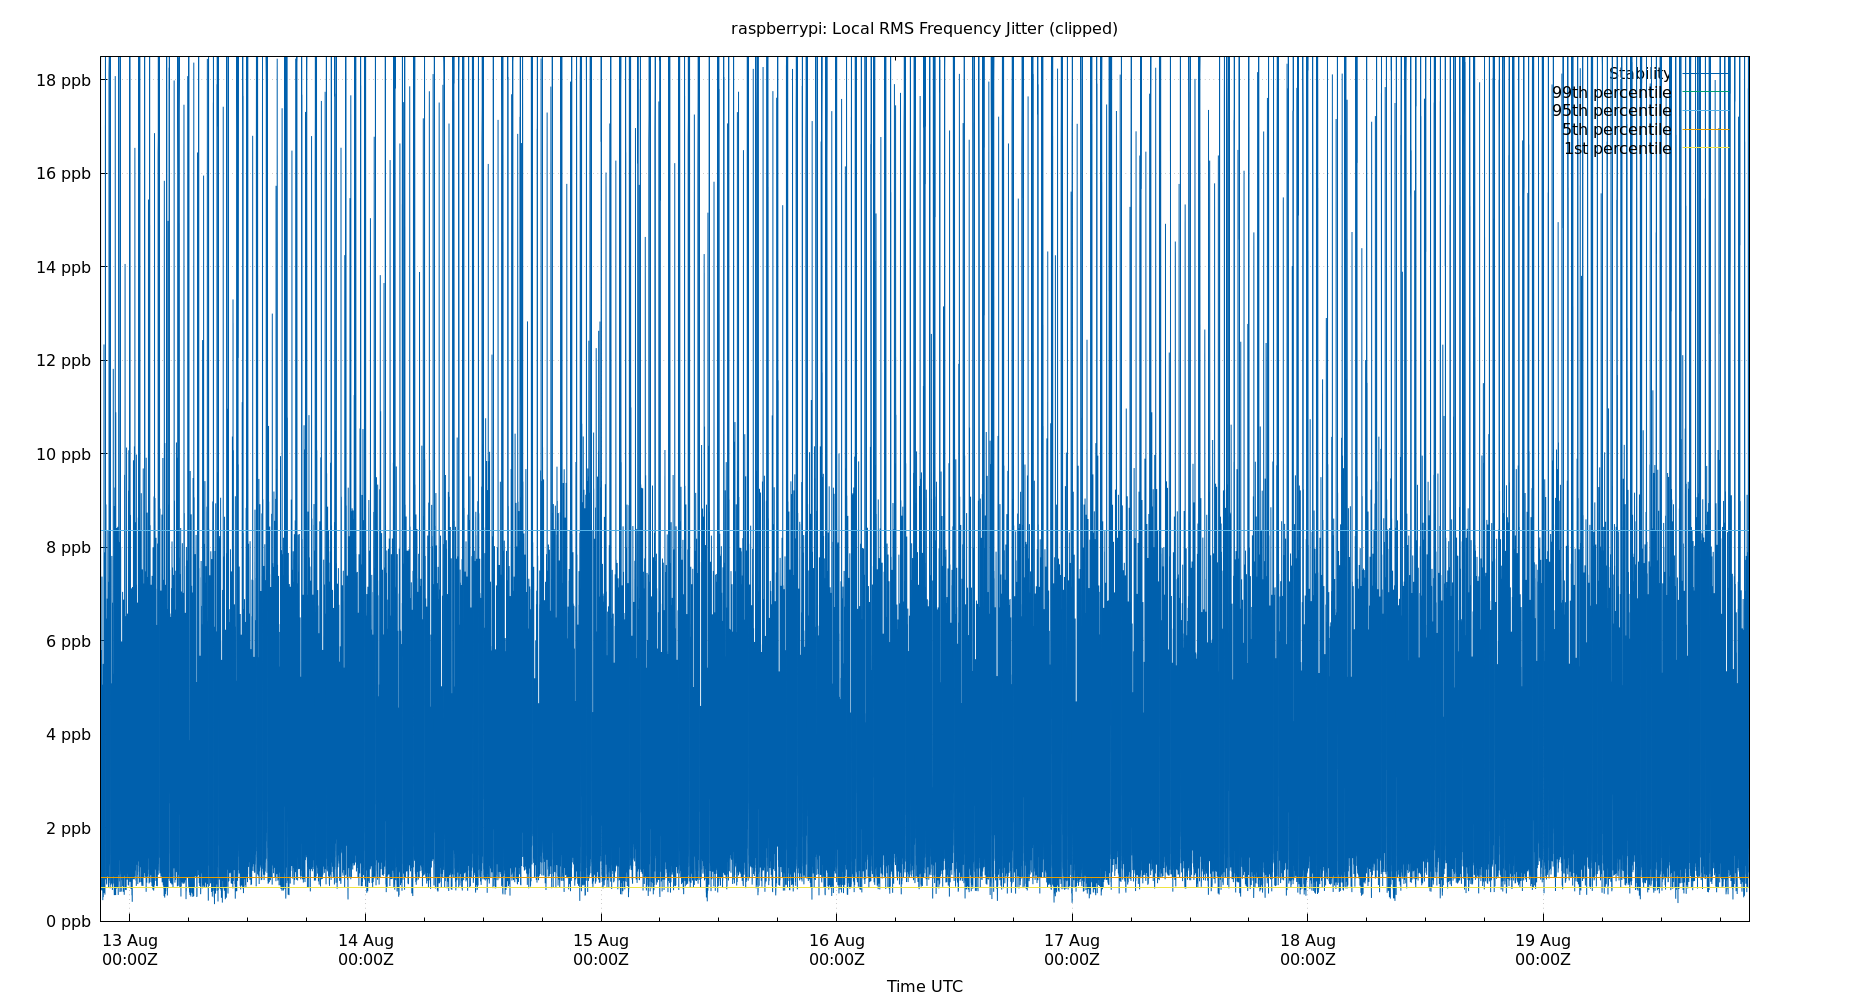 raspberrypi: Local RMS Frequency Jitter (clipped)
18 ppb
16 ppb
14 ppb
12 ppb
10 ppb
8 ppb
6 ppb
4 ppb
2 ppb
0 ppb
Stability
99th percentile
95th percentile
5th percentile
1st percentile
13 Aug
00:00Z
14 Aug
00:00Z
15 Aug
00:00Z
16 Aug
00:00Z
17 Aug
00:00Z
18 Aug
00:00Z
19 Aug
00:00Z
Time UTC